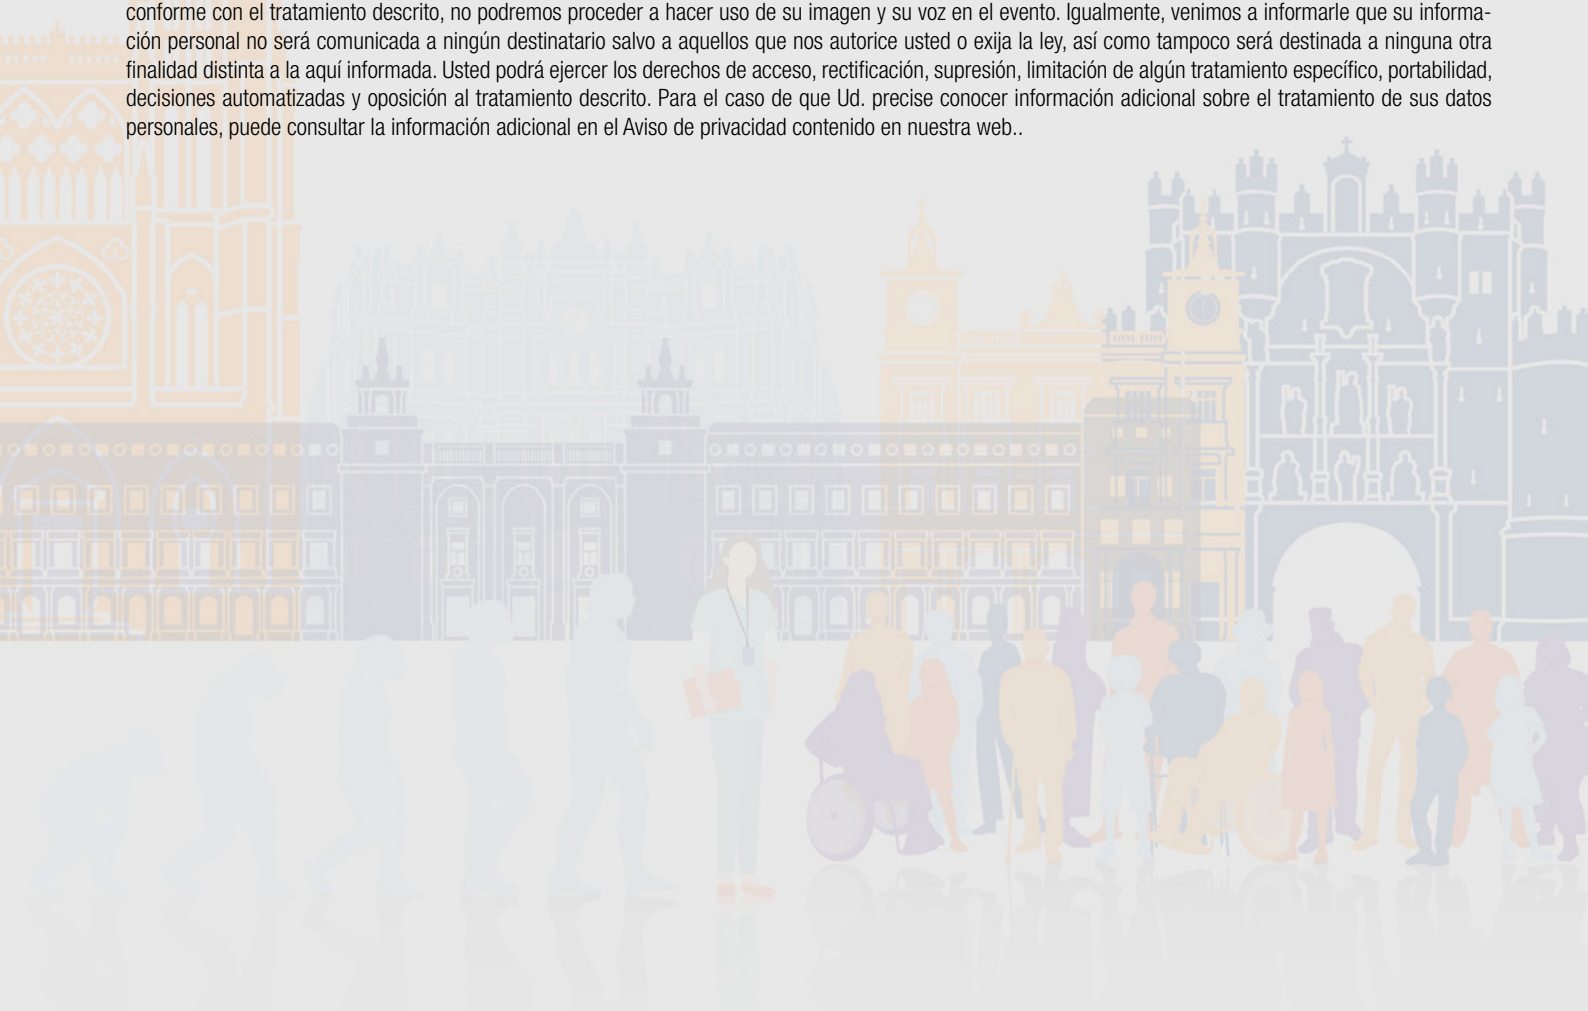 conforme con el tratamiento descrito, no podremos proceder a hacer uso de su imagen y su voz en el evento. Igualmente, venimos a informarle que su informa-
ción personal no será comunicada a ningún destinatario salvo a aquellos que nos autorice usted o exija la ley, así como tampoco será destinada a ninguna otra
finalidad distinta a la aquí informada. Usted podrá ejercer los derechos de acceso, rectificación, supresión, limitación de algún tratamiento específico, portabilidad,
decisiones automatizadas y oposición al tratamiento descrito. Para el caso de que Ud. precise conocer información adicional sobre el tratamiento de sus datos
personales, puede consultar la información adicional en el Aviso de privacidad contenido en nuestra web..